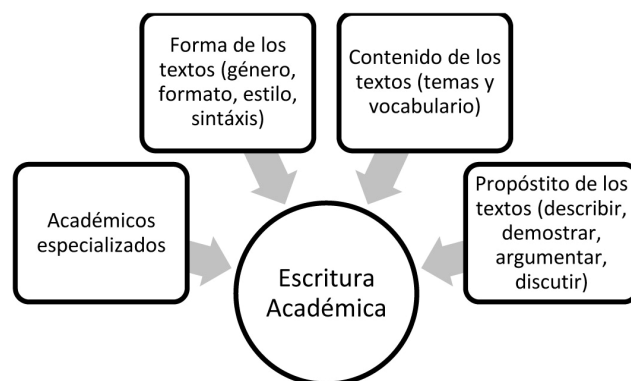 Forma de los
textos (género,
formato, estilo,
sintáxis)
Contenido de los
textos (temas y
vocabulario)
Académicos
especializados
Propóstito de los
textos (describir,
demostrar,
argumentar,
discutir)
Escritura
Académica